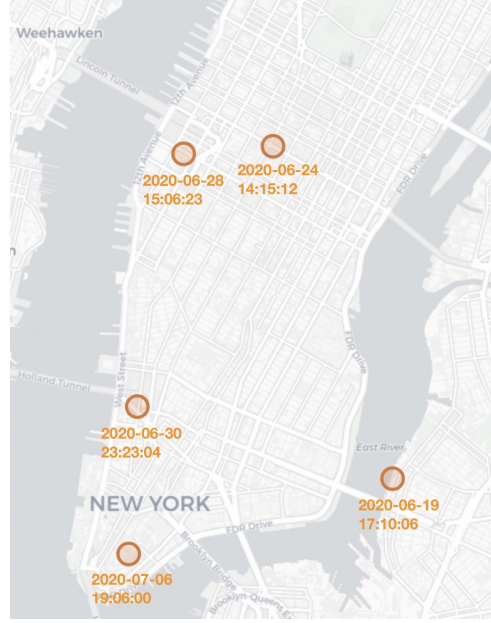 Weehawken
Lincoln Tunnel
12th Avenue
12th Avenue
2020-06-28
15:06:23
2020-06-24
14:15:12
FDR Drive
FDR Drive
Holland Tunnel
West Street
2020-06-30
23:23:04
East River
2020-06-19
17:10:06
NEW YORK
FDR Drive
Brooklyn Bridge
2020-07-06
19:06:00
Brooklyn-Queens